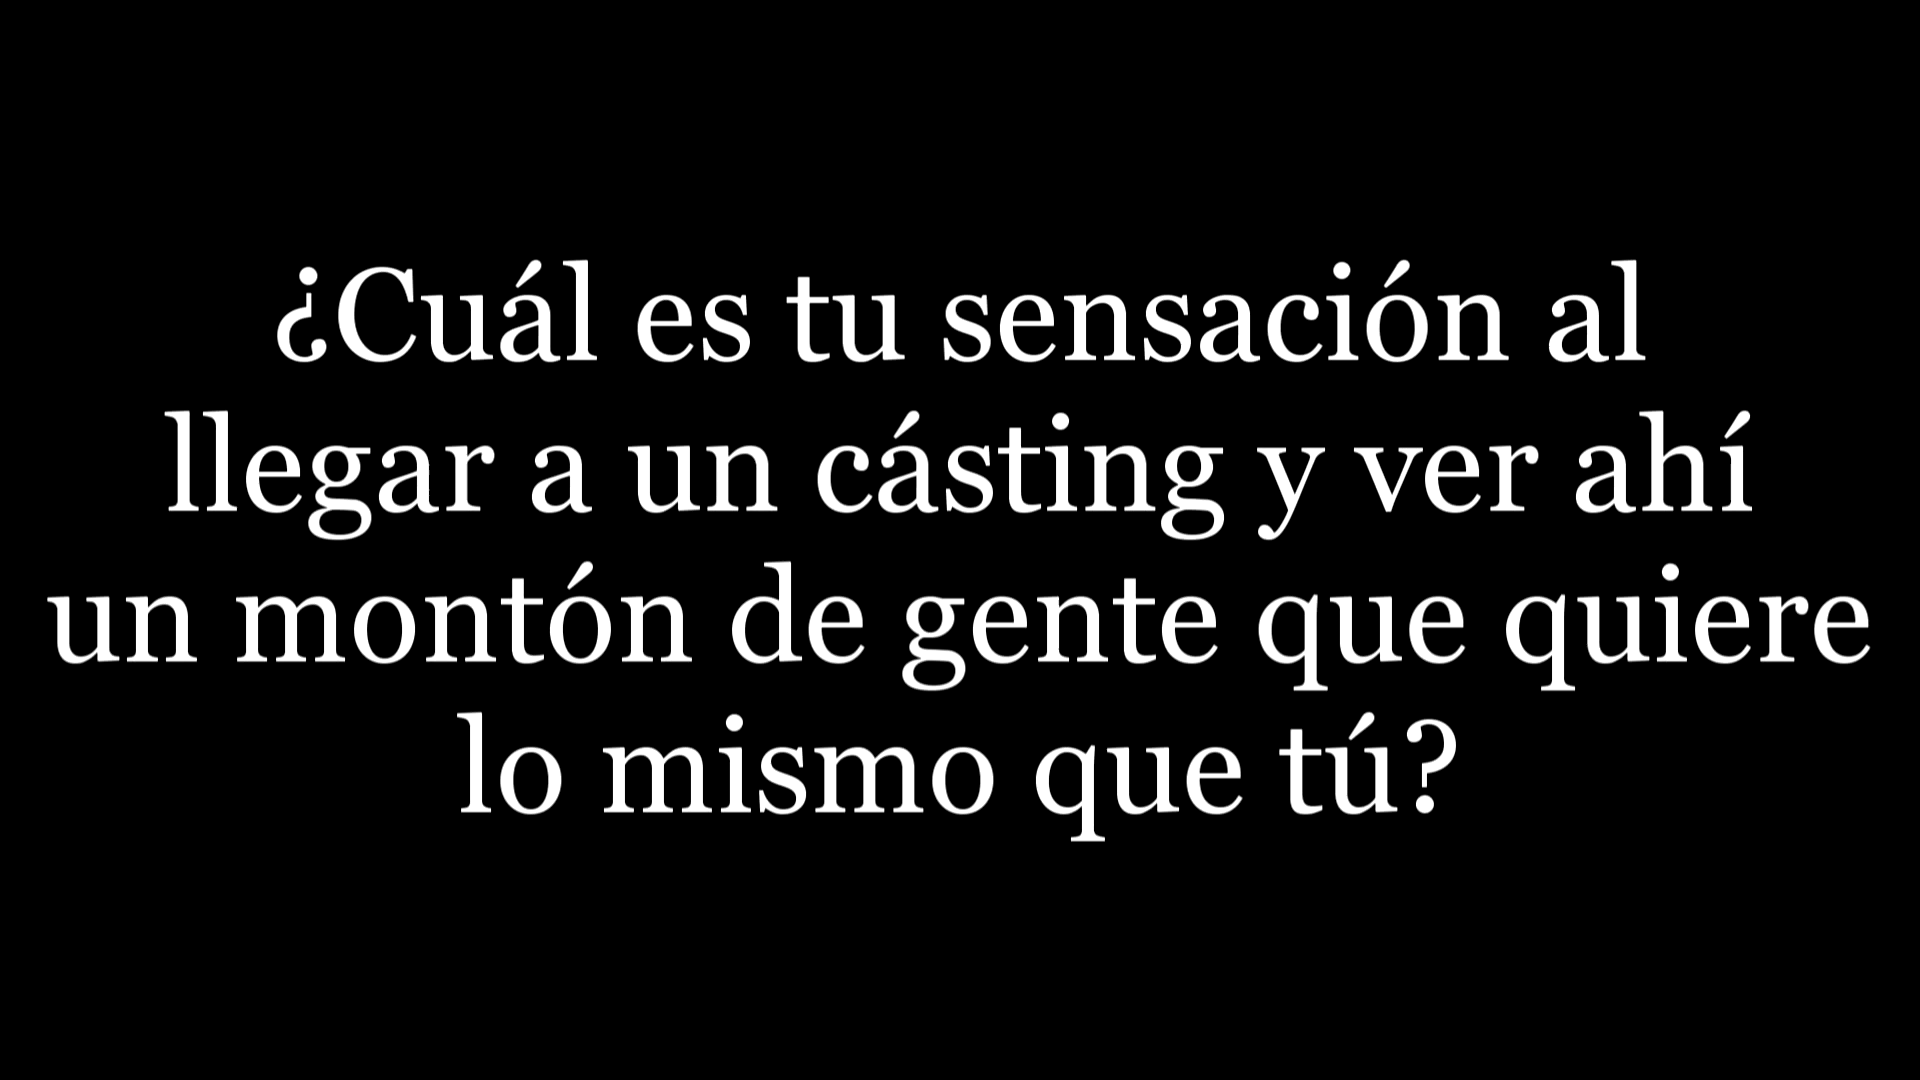 ¿Cuál es tu sensación al
llegar a un cásting y ver ahí
un montón de gente que quiere
lo mismo que tú?